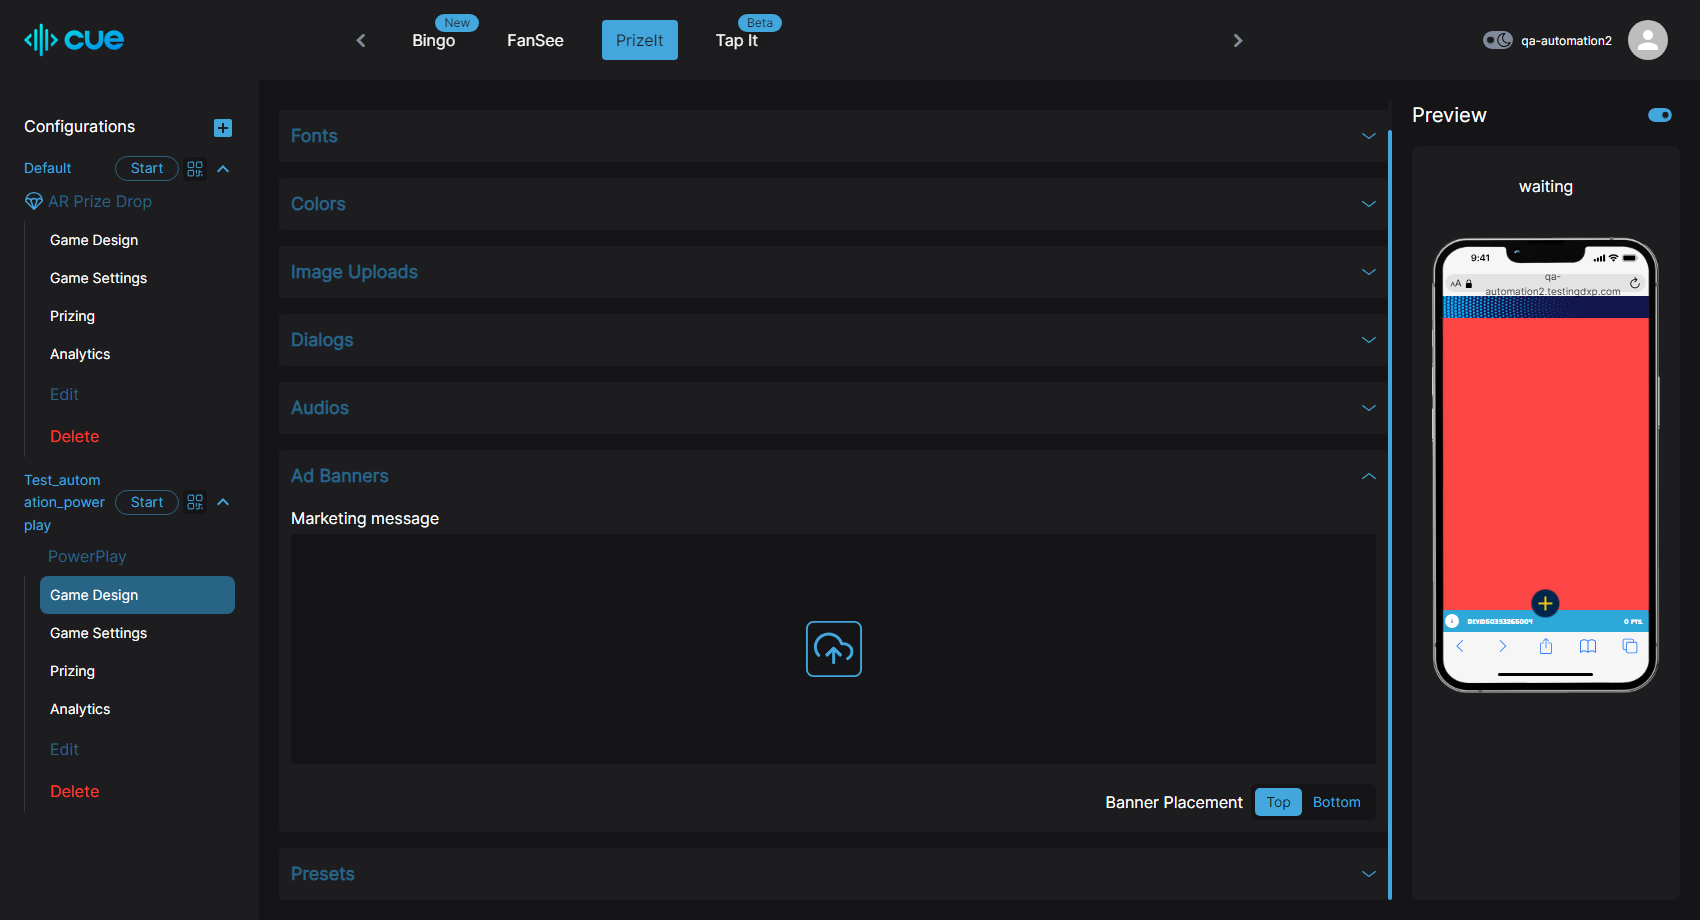 cue
New
Bingo
FanSee
PrizeIt
Beta
Tap It
qa-automation2
Configurations
Default
Start
AR Prize Drop
Game Design
Game Settings
Prizing
Analytics
Edit
Delete
Test_autom
ation_power
play
Start
PowerPlay
Game Design
Game Settings
Prizing
Analytics
Edit
Delete
Fonts
Colors
Image Uploads
Dialogs
Audios
Ad Banners
Marketing message
Banner Placement
Top
Bottom
Presets
Preview
waiting
9:41
AA
qa-
automation2.testingdxp.com
0 PTS.